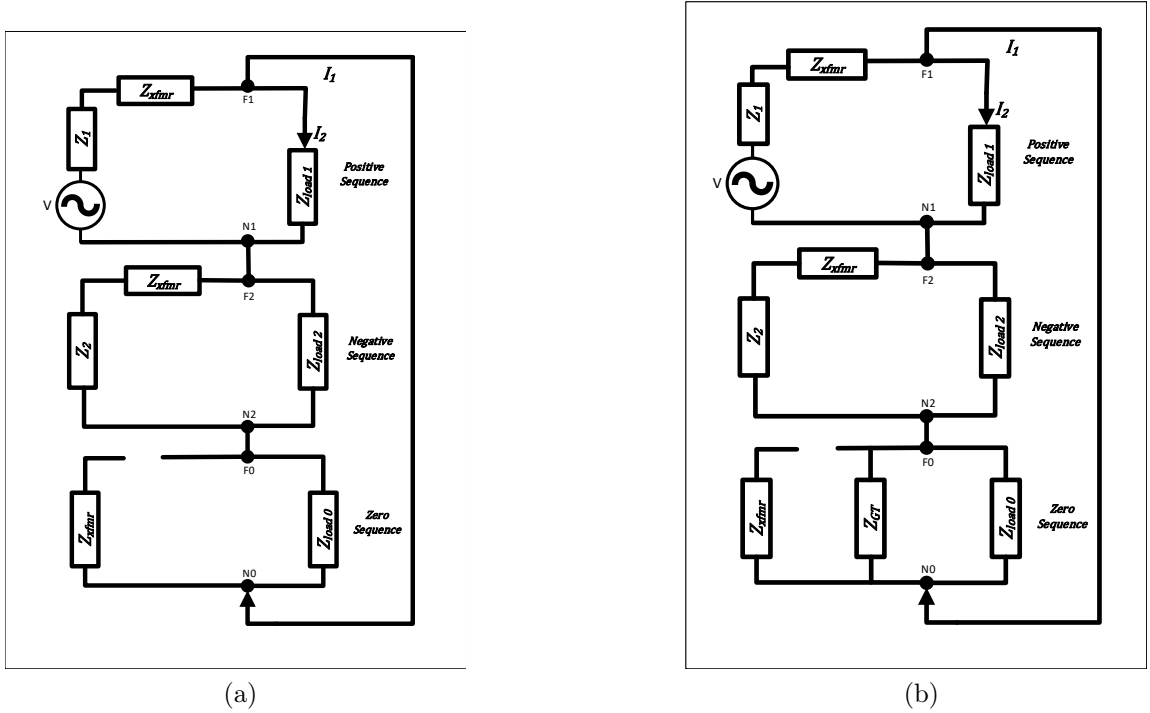 I1
F1
Zxfmr
Z1
I2
Zload 1
Positive
Sequence
V
N1
F2
Zxfmr
Z2
Zload 2
Negative
Sequence
N2
F0
Zxfmr
Zload 0
Zero
Sequence
N0
(a)
I1
F1
Zxfmr
Z1
I2
Zload 1
Positive
Sequence
V
N1
F2
Zxfmr
Z2
Zload 2
Negative
Sequence
N2
F0
Zxfmr
ZGT
Zload 0
Zero
Sequence
N0
(b)